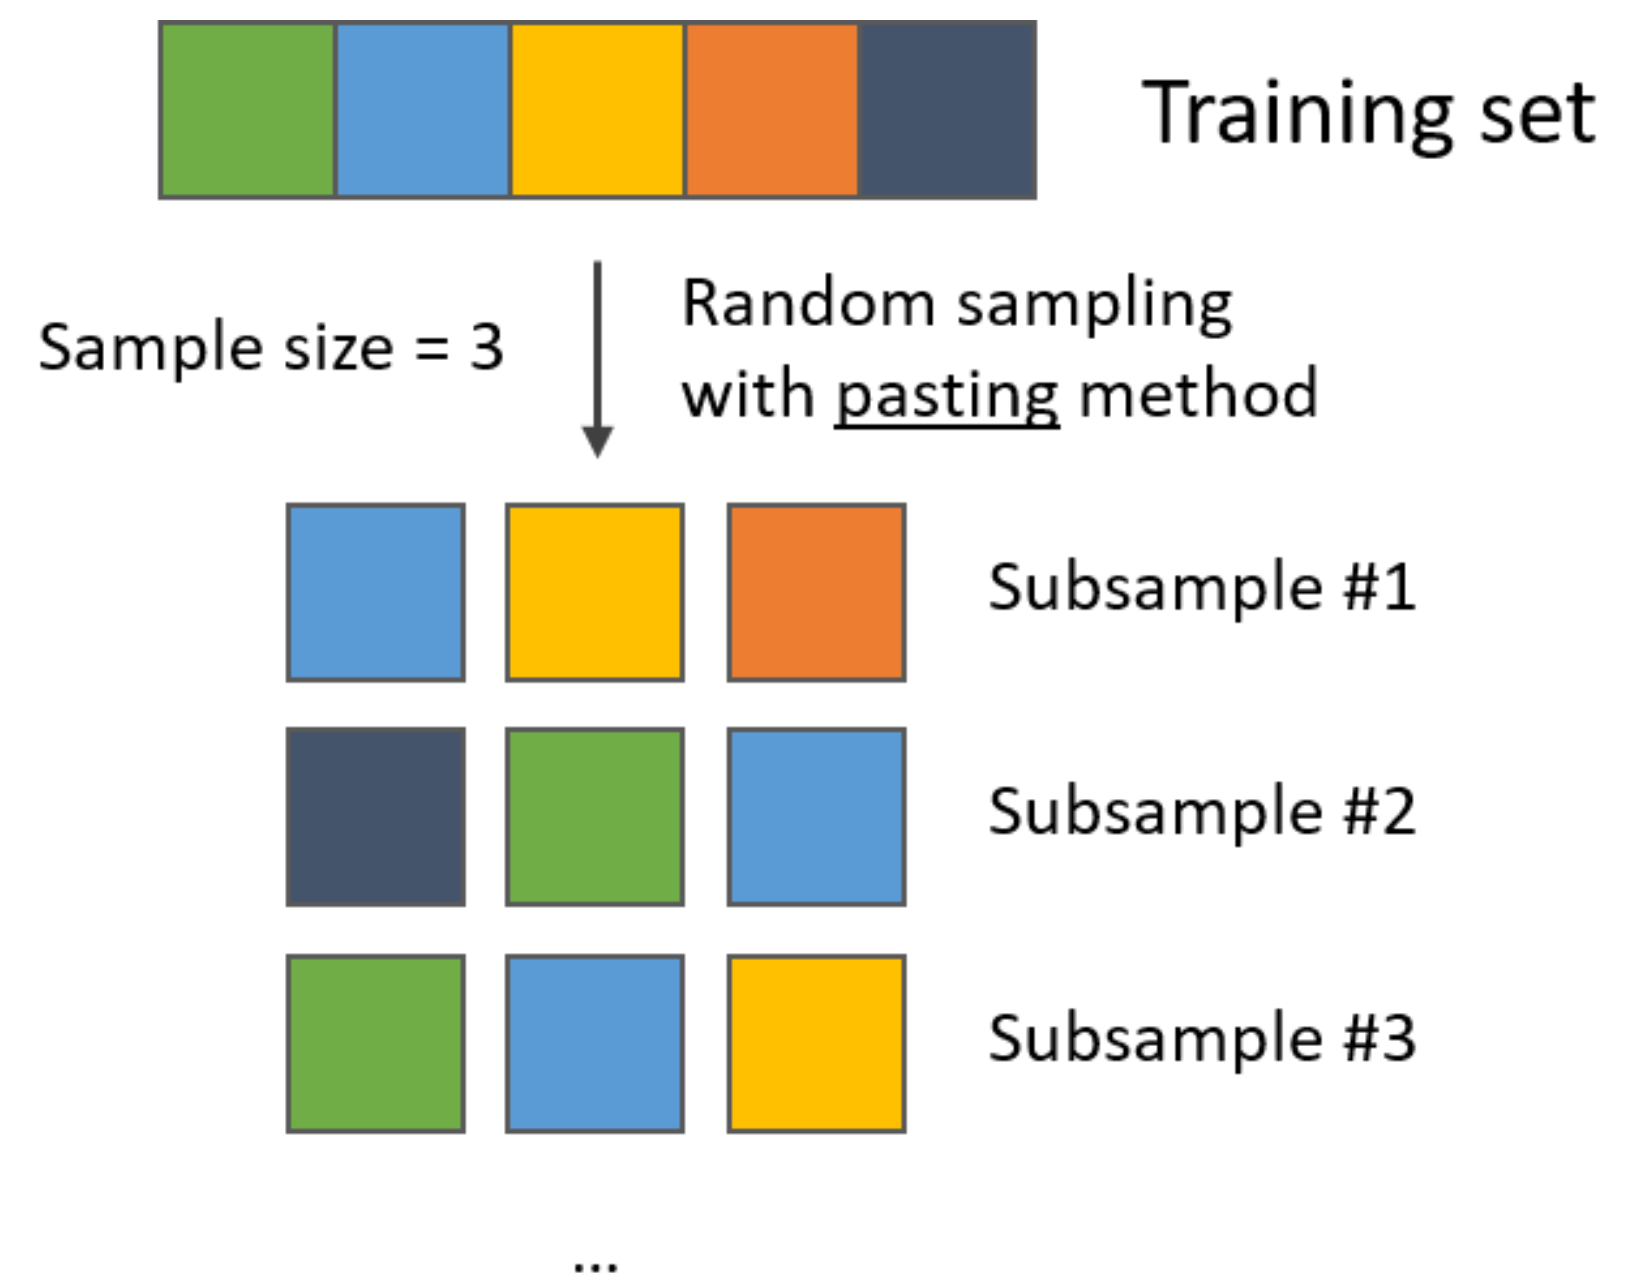 Training set
Sample size = 3
Random sampling
with pasting method
Subsample #1
Subsample #2
Subsample #3
...